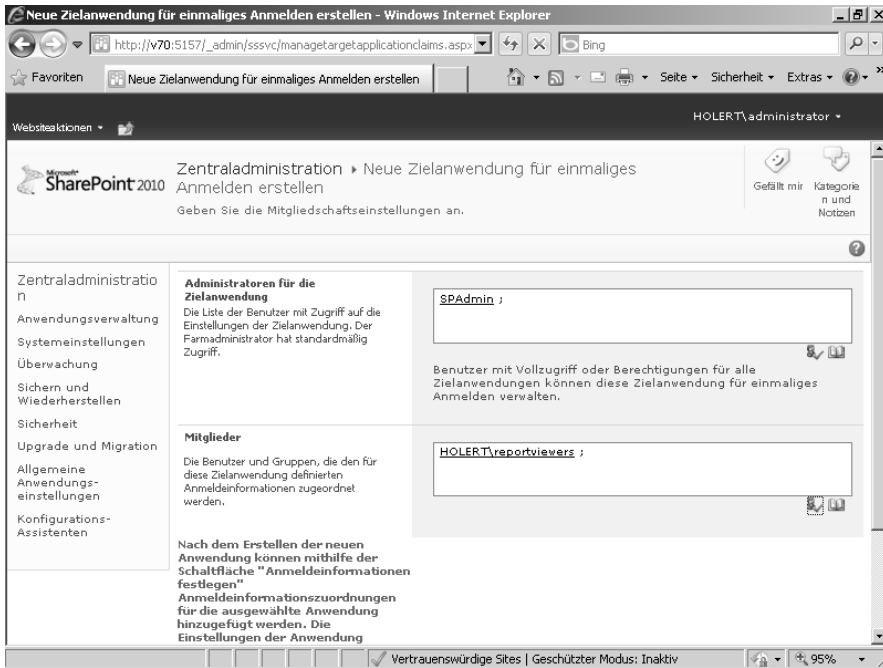 Neue Zielanwendung für einmaliges Anmelden erstellen - Windows Internet Explorer
http://v70:5157/_admin/sssvc/managetargetapplicationclaims.aspx
Bing
Favoriten
Neue Zielanwendung für einmaliges Anmelden erstellen
Seite
Sicherheit
Extras
»
HOLERT\administrator
Websiteaktionen
Microsoft
SharePoint 2010
Zentraladministration ▸ Neue Zielanwendung für einmaliges
Anmelden erstellen
Geben Sie die Mitgliedschaftseinstellungen an.
Gefällt mir
Kategorie
n und
Notizen
Zentraladministratio
n
Anwendungsverwaltung
Systemeinstellungen
Überwachung
Sichern und
Wiederherstellen
Sicherheit
Upgrade und Migration
Allgemeine
Anwendungs-
einstellungen
Konfigurations-
Assistenten
Administratoren für die
Zielanwendung
Die Liste der Benutzer mit Zugriff auf die
Einstellungen der Zielanwendung. Der
Farmadministrator hat standardmäßig
Zugriff.
SPAdmin ;
Benutzer mit Vollzugriff oder Berechtigungen für alle
Zielanwendungen können diese Zielanwendung für einmaliges
Anmelden verwalten.
Mitglieder
Die Benutzer und Gruppen, die den für
diese Zielanwendung definierten
Anmeldeinformationen zugeordnet
werden.
HOLERT\reportviewers ;
Nach dem Erstellen der neuen
Anwendung können mithilfe der
Schaltfläche "Anmeldeinformationen
festlegen"
Anmeldeinformationszuordnungen
für die ausgewählte Anwendung
hinzugefügt werden. Die
Einstellungen der Anwendung
Vertrauenswürdige Sites | Geschützter Modus: Inaktiv
95%